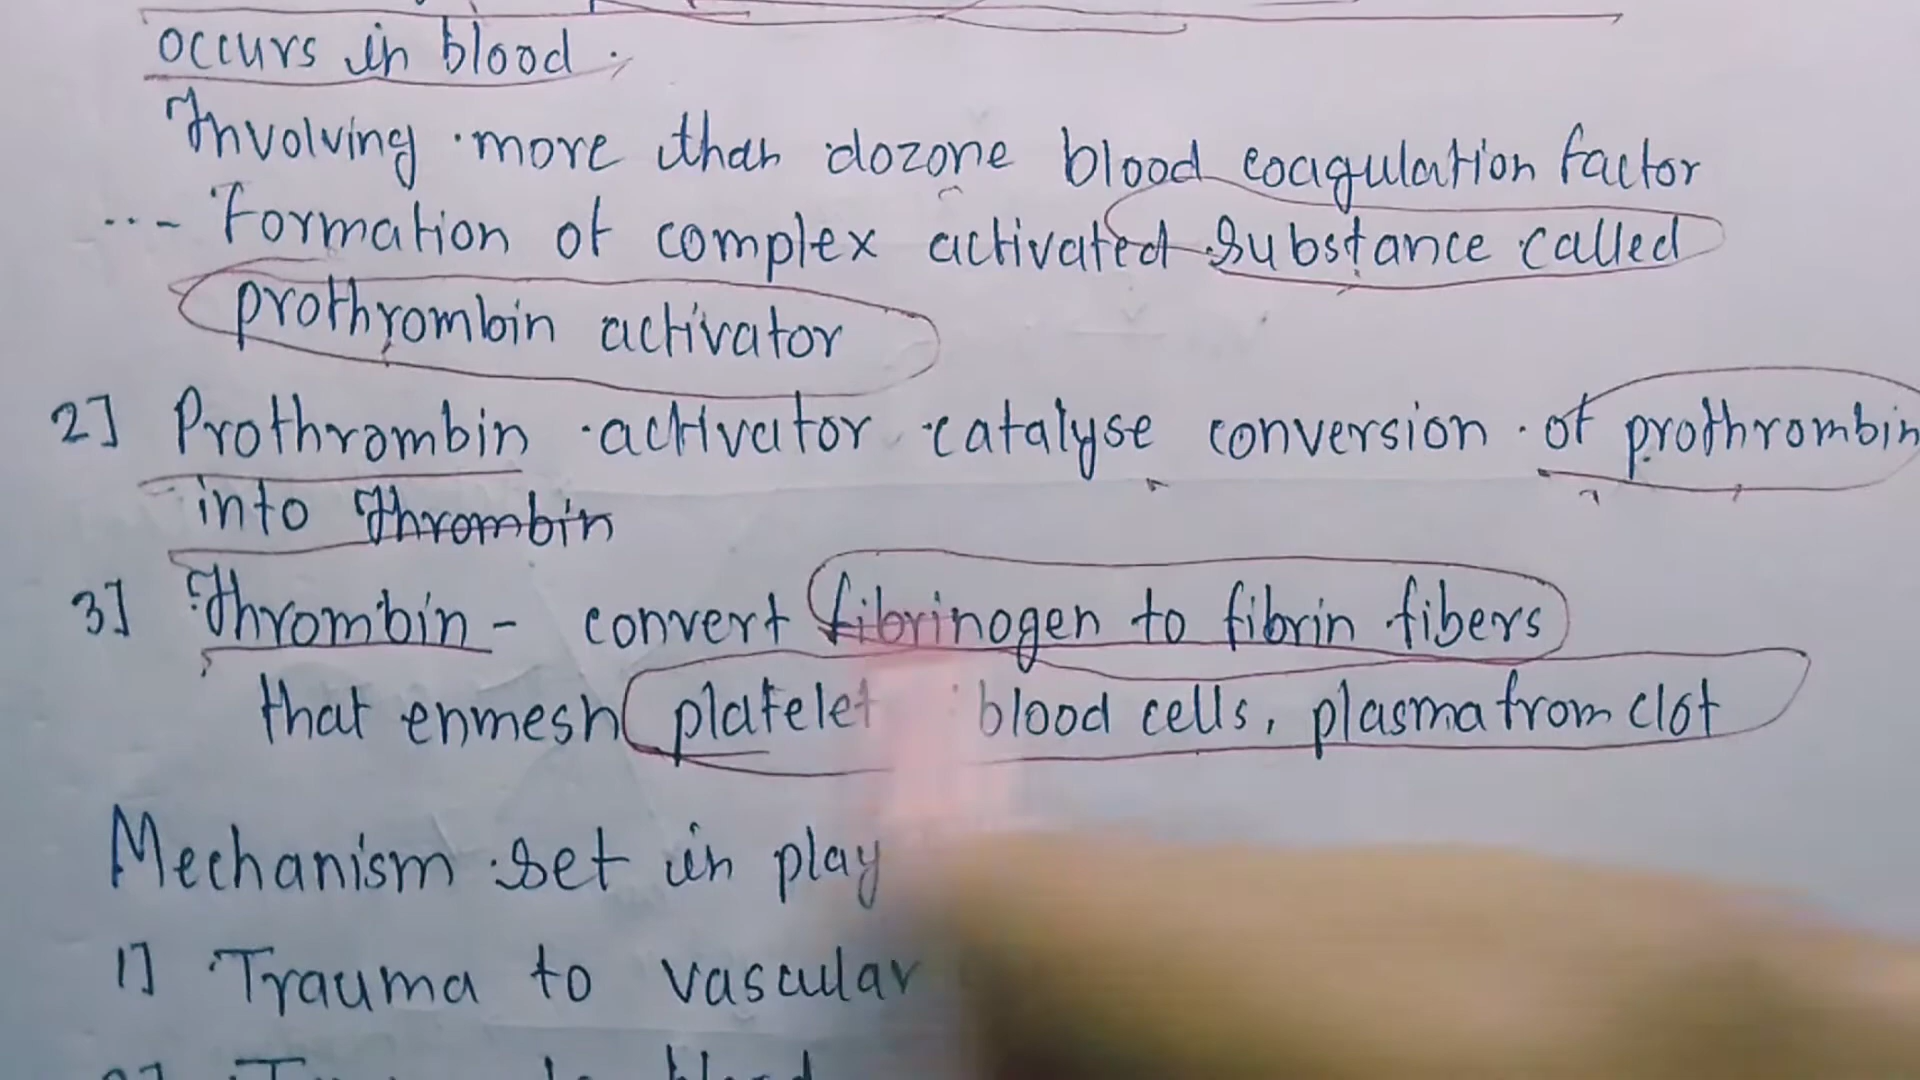 occurs in blood.
Involving more than dozone blood coagulation factor
...- Formation of complex activated substance called
prothrombin activator
2] Prothrombin activator catalyse conversion of prothrombin
into thrombin
3] Thrombin - convert fibrinogen to fibrin fibers
that enmesh platelet blood cells, plasma from clot
Mechanism set in play
1] Trauma to vascular
blood